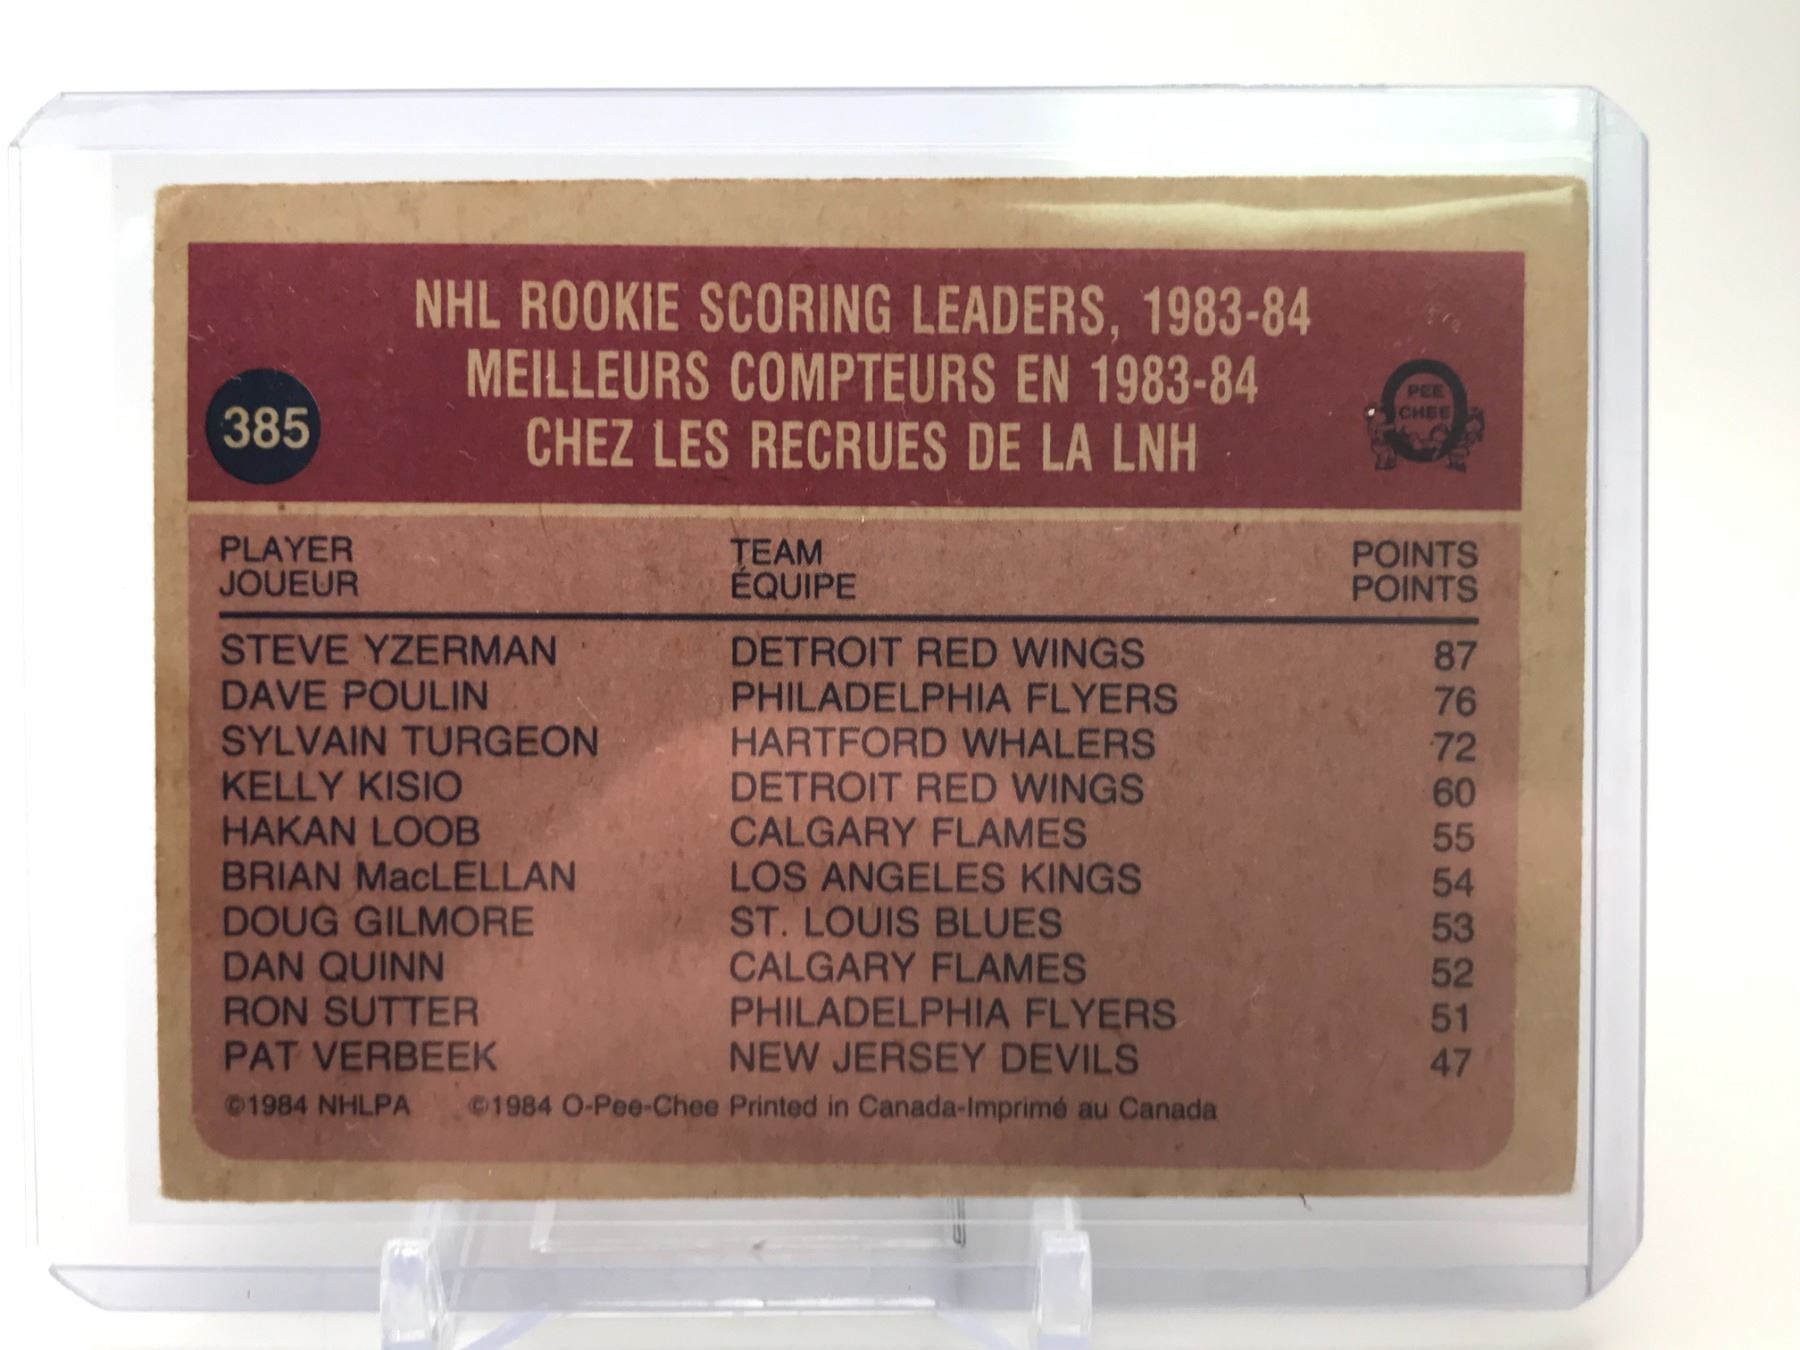 NHL ROOKIE SCORING LEADERS, 1983-84
MEILLEURS COMPTEURS EN 1983-84
CHEZ LES RECRUES DE LA LNH
385
PEE
CHEE
PLAYER TEAM POINTS
JOUEUR ÉQUIPE POINTS
STEVE YZERMAN DETROIT RED WINGS 87
DAVE POULIN PHILADELPHIA FLYERS 76
SYLVAIN TURGEON HARTFORD WHALERS 72
KELLY KISIO DETROIT RED WINGS 60
HAKAN LOOB CALGARY FLAMES 55
BRIAN MacLELLAN LOS ANGELES KINGS 54
DOUG GILMORE ST. LOUIS BLUES 53
DAN QUINN CALGARY FLAMES 52
RON SUTTER PHILADELPHIA FLYERS 51
PAT VERBEEK NEW JERSEY DEVILS 47
©1984 NHLPA ©1984 O-Pee-Chee Printed in Canada-Imprimé au Canada